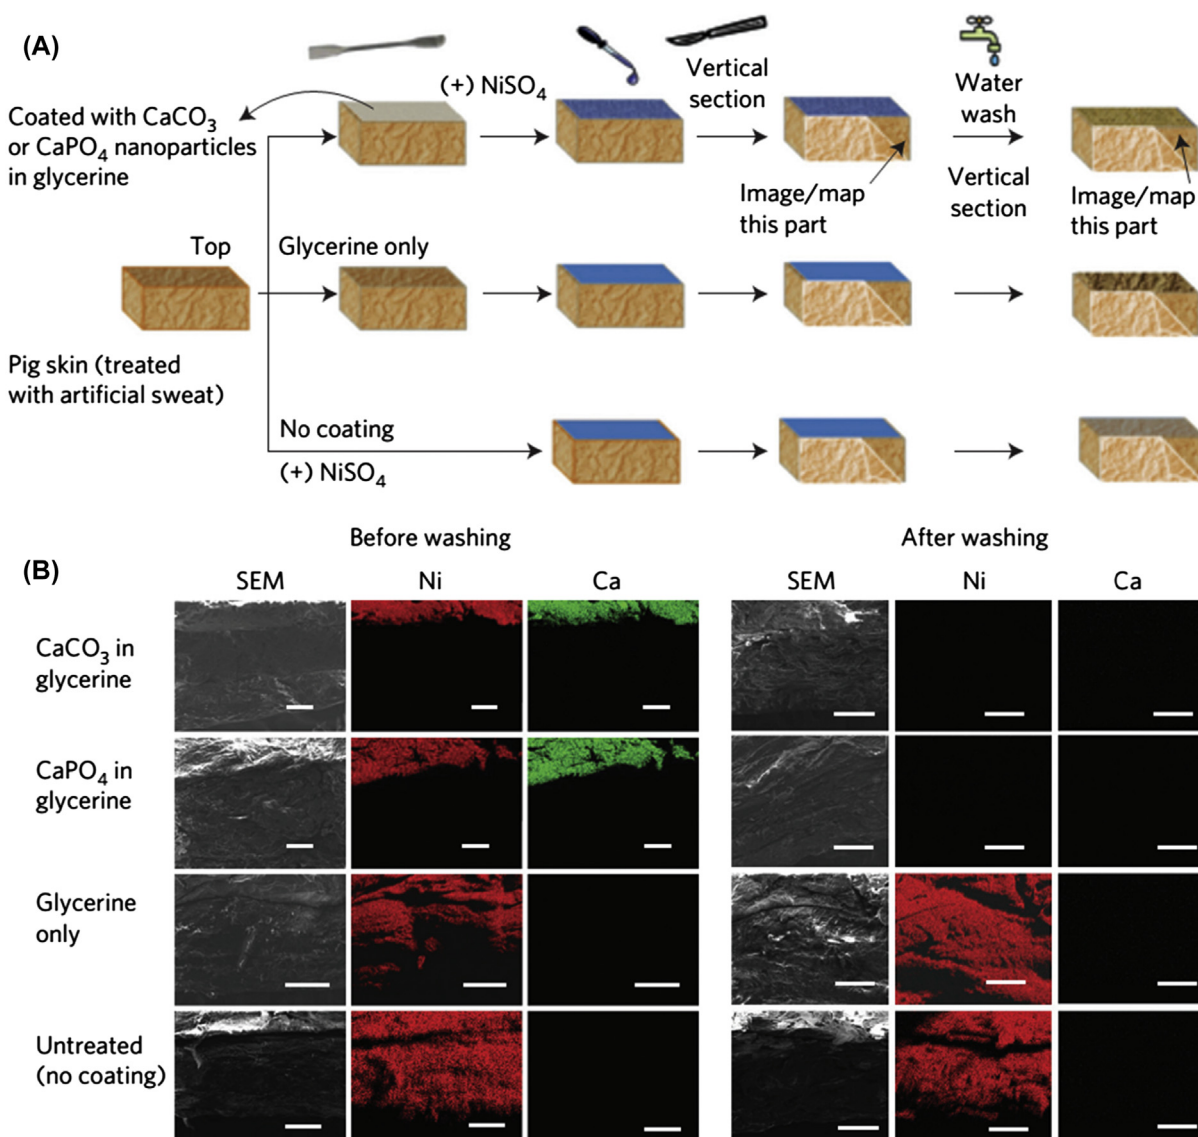 (A)
Coated with CaCO₃
or CaPO₄ nanoparticles
in glycerine
(+) NiSO₄
Vertical
section
Water
wash
Image/map
this part
Vertical
section
Image/map
this part
Top
Glycerine only
Pig skin (treated
with artificial sweat)
No coating
(+) NiSO₄
(B)
Before washing
After washing
SEM
Ni
Ca
SEM
Ni
Ca
CaCO₃ in
glycerine
CaPO₄ in
glycerine
Glycerine
only
Untreated
(no coating)